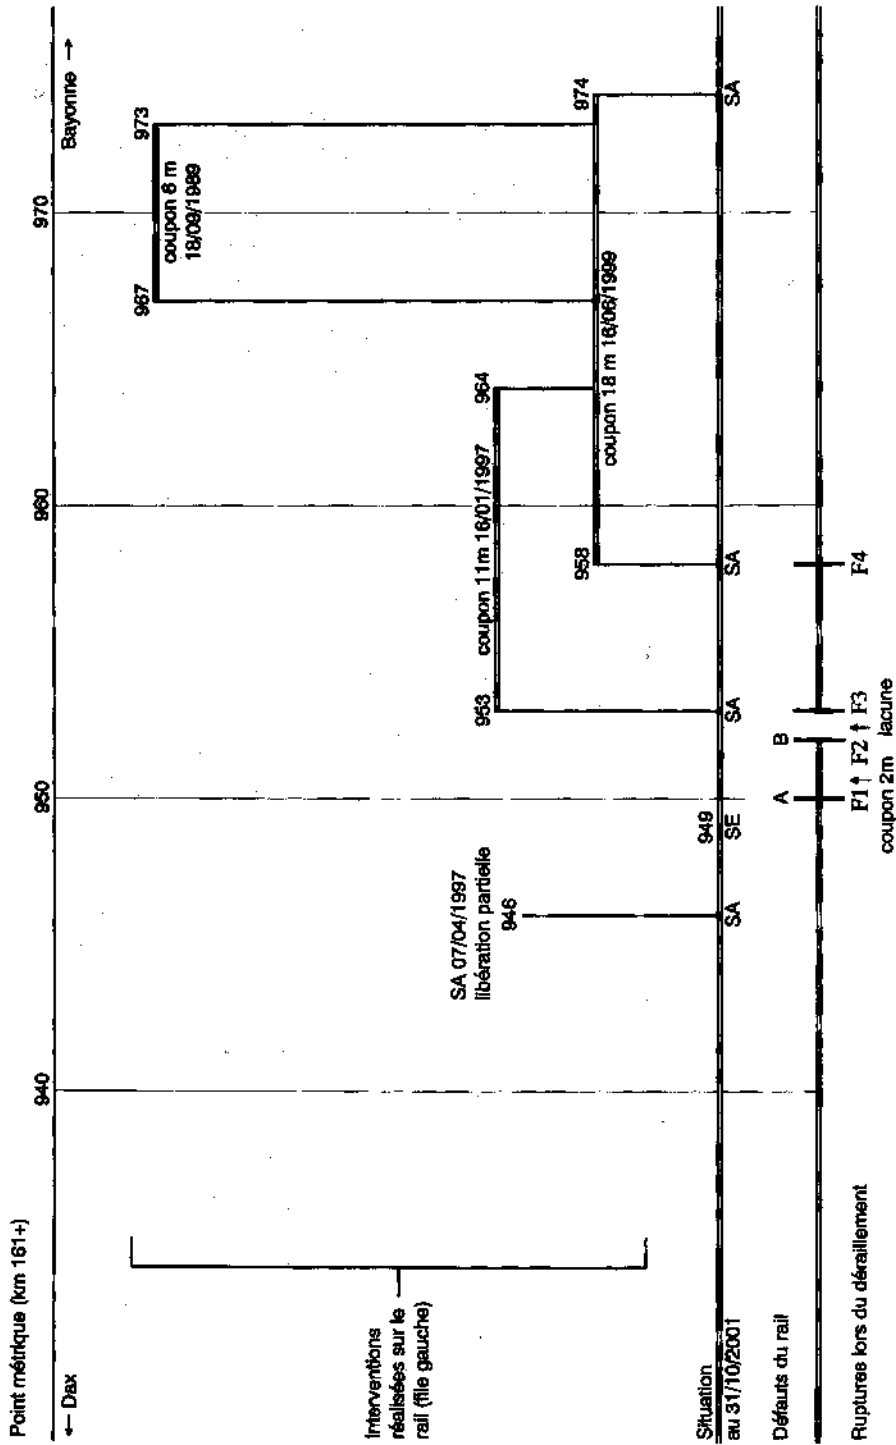 Point métrique (km 161+)
940
950
960
970
← Dax
Bayonne →
967
973
coupon 6 m
18/09/1989
Interventions
réalisées sur le
rail (file gauche)
SA 07/04/1997
libération partielle
946
953
coupon 11m 16/01/1997
964
958
974
coupon 18 m 16/06/1999
Situation
au 31/10/2001
949
SA
SE
SA
SA
SA
Défauts du rail
A
B
Ruptures lors du déraillement
F1 ↑ F2 ↑ F3
F4
coupon 2m lacune